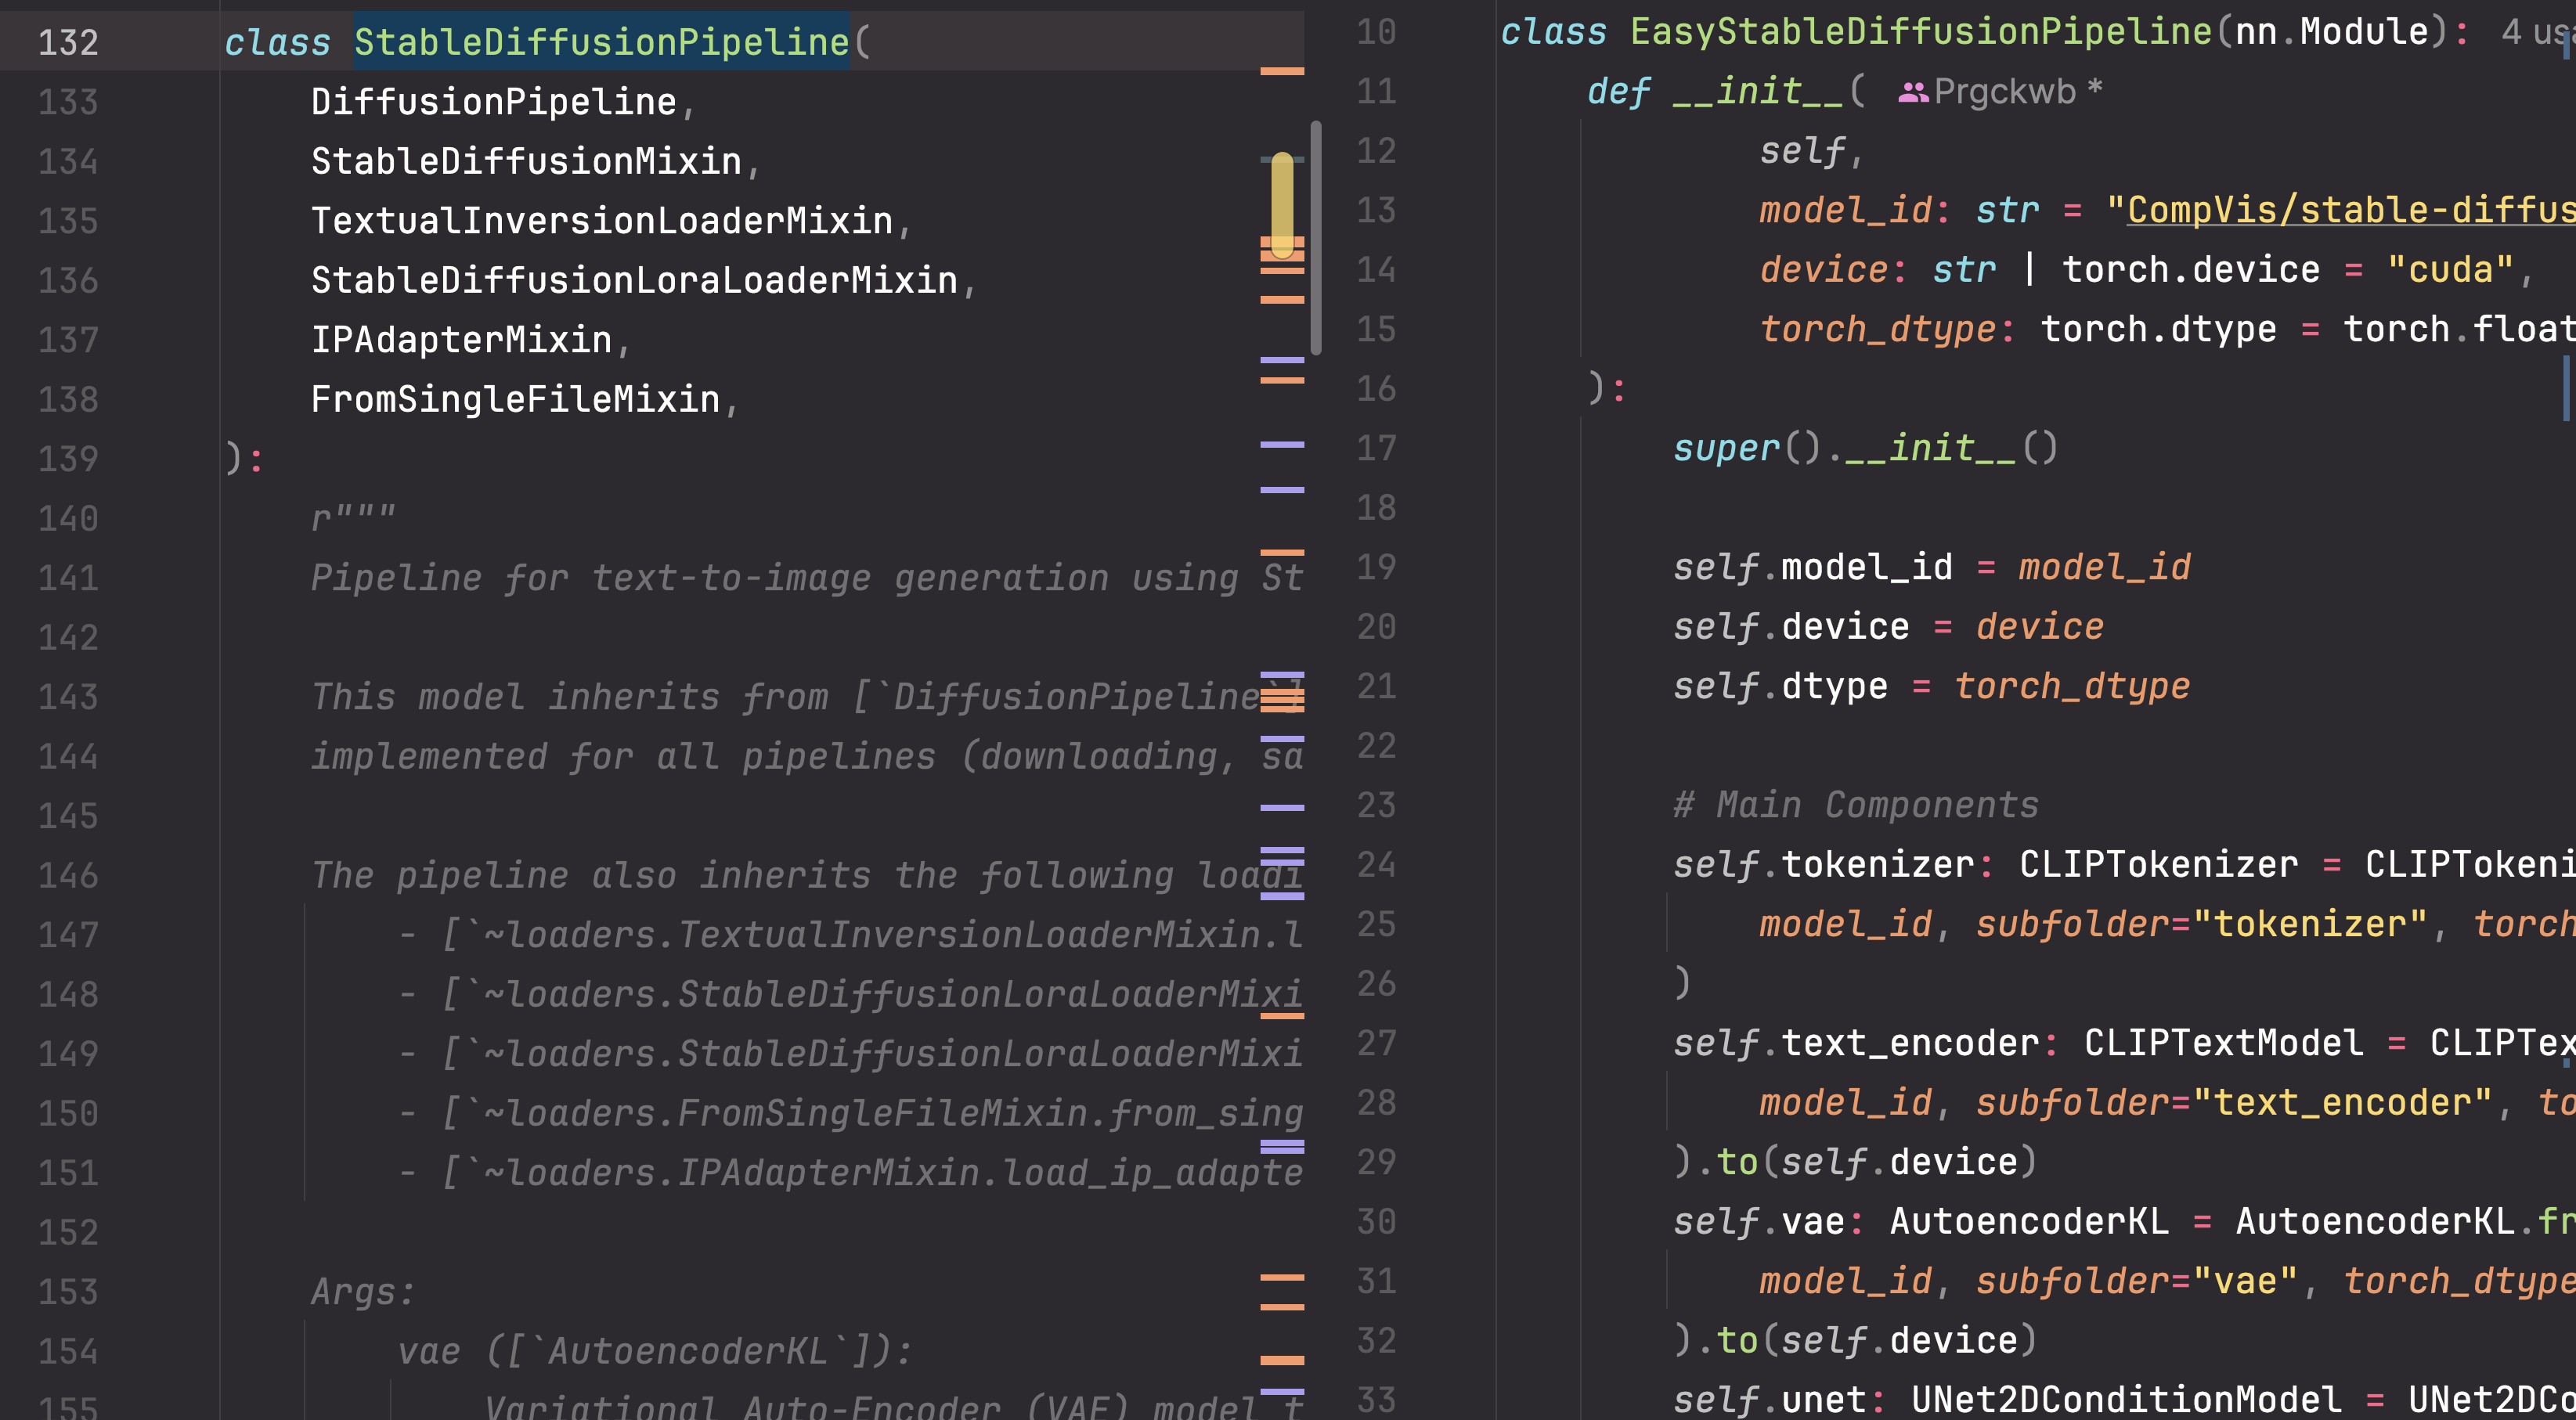 132 class StableDiffusionPipeline(
133 DiffusionPipeline,
134 StableDiffusionMixin,
135 TextualInversionLoaderMixin,
136 StableDiffusionLoraLoaderMixin,
137 IPAdapterMixin,
138 FromSingleFileMixin,
139 ):
140 r"""
141 Pipeline for text-to-image generation using St
142
143 This model inherits from [`DiffusionPipeline`]
144 implemented for all pipelines (downloading, sa
145
146 The pipeline also inherits the following loadi
147 - [`~loaders.TextualInversionLoaderMixin.l
148 - [`~loaders.StableDiffusionLoraLoaderMixi
149 - [`~loaders.StableDiffusionLoraLoaderMixi
150 - [`~loaders.FromSingleFileMixin.from_sing
151 - [`~loaders.IPAdapterMixin.load_ip_adapte
152
153 Args:
154 vae ([`AutoencoderKL`]):
155 Variational Auto-Encoder (VAE) model t
10 class EasyStableDiffusionPipeline(nn.Module): 4 usa
11 def __init__( Prgckwb *
12 self,
13 model_id: str = "CompVis/stable-diffus
14 device: str | torch.device = "cuda",
15 torch_dtype: torch.dtype = torch.float
16 ):
17 super().__init__()
18
19 self.model_id = model_id
20 self.device = device
21 self.dtype = torch_dtype
22
23 # Main Components
24 self.tokenizer: CLIPTokenizer = CLIPTokeni
25 model_id, subfolder="tokenizer", torch
26 )
27 self.text_encoder: CLIPTextModel = CLIPTex
28 model_id, subfolder="text_encoder", to
29 ).to(self.device)
30 self.vae: AutoencoderKL = AutoencoderKL.fr
31 model_id, subfolder="vae", torch_dtype
32 ).to(self.device)
33 self.unet: UNet2DConditionModel = UNet2DCo